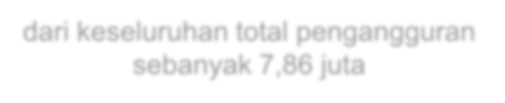 dari keseluruhan total pengangguran
sebanyak 7,86 juta